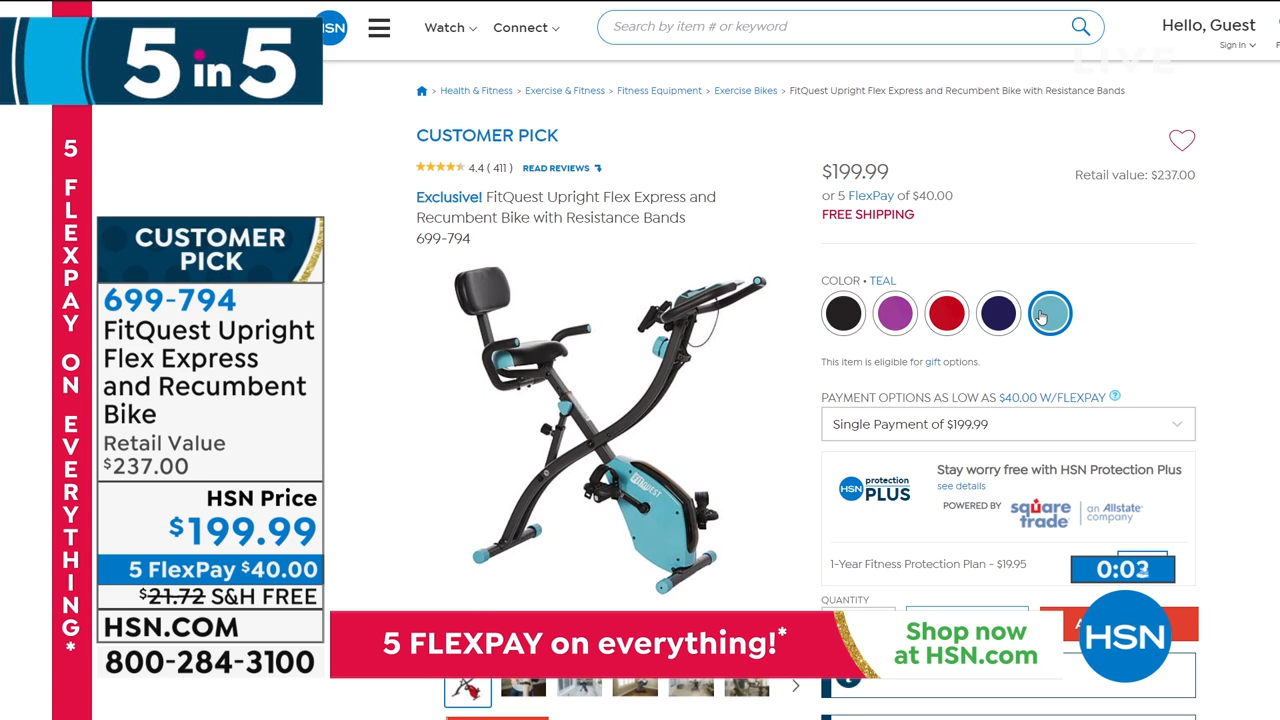 5 in 5
HSN
Watch
Connect
Search by item # or keyword
Hello, Guest
Sign In
LIVE
5 FLEXPAY ON EVERYTHING!*
> Health & Fitness > Exercise & Fitness > Fitness Equipment > Exercise Bikes > FitQuest Upright Flex Express and Recumbent Bike with Resistance Bands
CUSTOMER PICK
4.4 ( 411 ) READ REVIEWS
Exclusive! FitQuest Upright Flex Express and
Recumbent Bike with Resistance Bands
699-794
FITQUEST
$199.99
Retail value: $237.00
or 5 FlexPay of $40.00
FREE SHIPPING
COLOR • TEAL
This item is eligible for gift options.
PAYMENT OPTIONS AS LOW AS $40.00 W/FLEXPAY ?
Single Payment of $199.99
HSN protection
PLUS
Stay worry free with HSN Protection Plus
see details
POWERED BY
square
trade
an Allstate
company
1-Year Fitness Protection Plan - $19.95
QUANTITY
CUSTOMER
PICK
699-794
FitQuest Upright
Flex Express
and Recumbent
Bike
Retail Value
$237.00
HSN Price
$199.99
5 FlexPay $40.00
$21.72 S&H FREE
HSN.COM
800-284-3100
5 FLEXPAY on everything!*
Shop now
at HSN.com
HSN